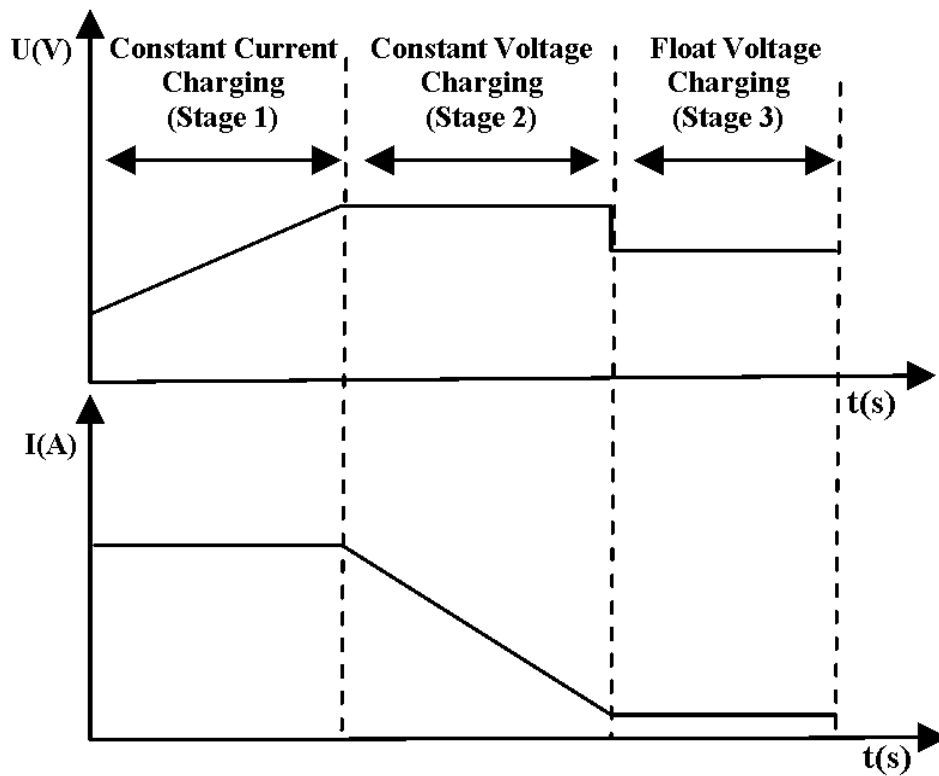 U(V)
Constant Current
Charging
(Stage 1)
Constant Voltage
Charging
(Stage 2)
Float Voltage
Charging
(Stage 3)
t(s)
I(A)
t(s)